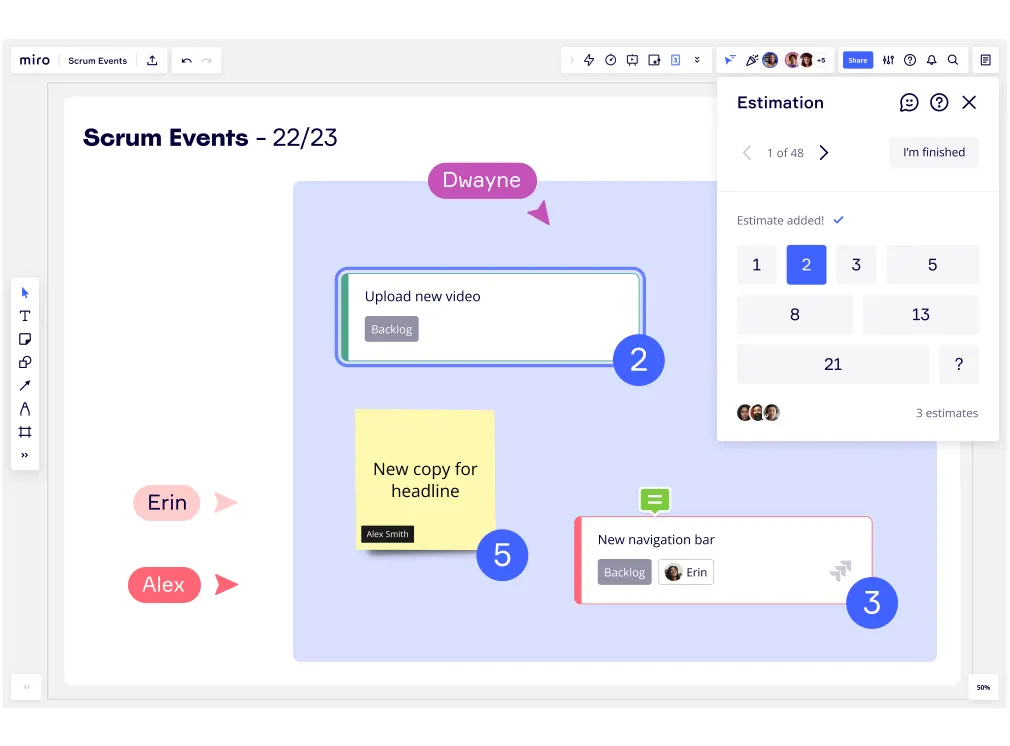 miro
Scrum Events
Share
+5
Scrum Events - 22/23
Estimation
1 of 48
I'm finished
Estimate added!
1
2
3
5
8
13
21
?
3 estimates
Dwayne
Upload new video
Backlog
2
New copy for
headline
Alex Smith
5
Erin
Alex
New navigation bar
Backlog
Erin
3
50%